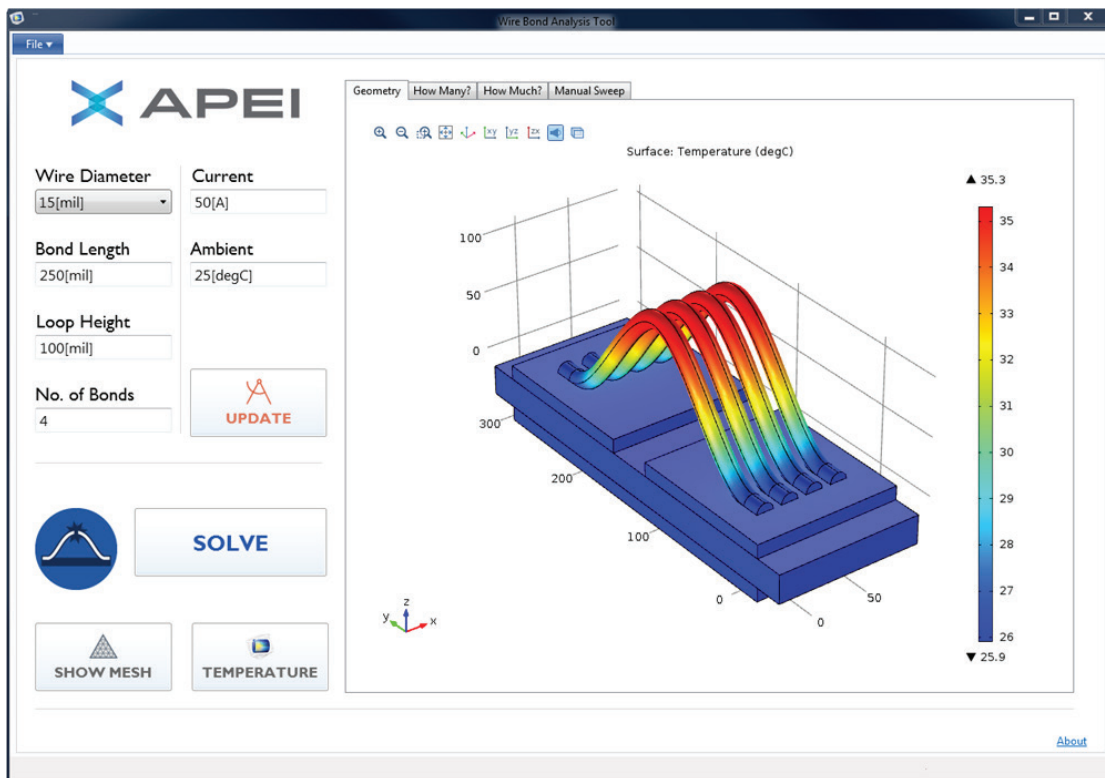 Wire Bond Analysis Tool
File ▾
APEI
Geometry How Many? How Much? Manual Sweep
xy yz zx
Surface: Temperature (degC)
Wire Diameter Current
15[mil] 50[A]
Bond Length Ambient
250[mil] 25[degC]
Loop Height
100[mil]
No. of Bonds
4
UPDATE
SOLVE
SHOW MESH TEMPERATURE
100
50
0
300
200
100
0
0
50
z
y
x
▲ 35.3
35
34
33
32
31
30
29
28
27
26
▼ 25.9
About